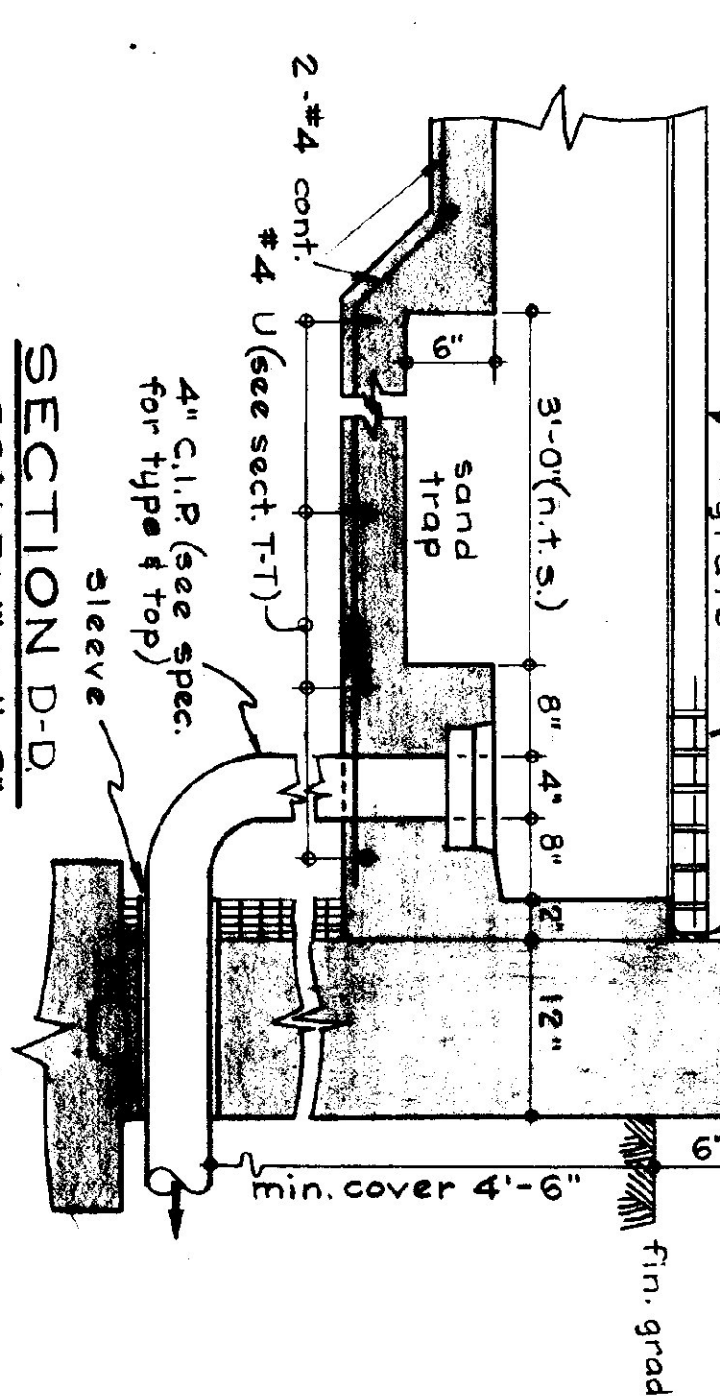 2-#4 cont.
#4 U (see sect. T-T)
4" C.I.P. (see spec.
for type & top)
sleeve
SECTION D-D.
6"
3'-0" (n.t.s.)
sand
trap
8"
4"
8"
2"
12"
6"
min. cover 4'-6"
fin. grad